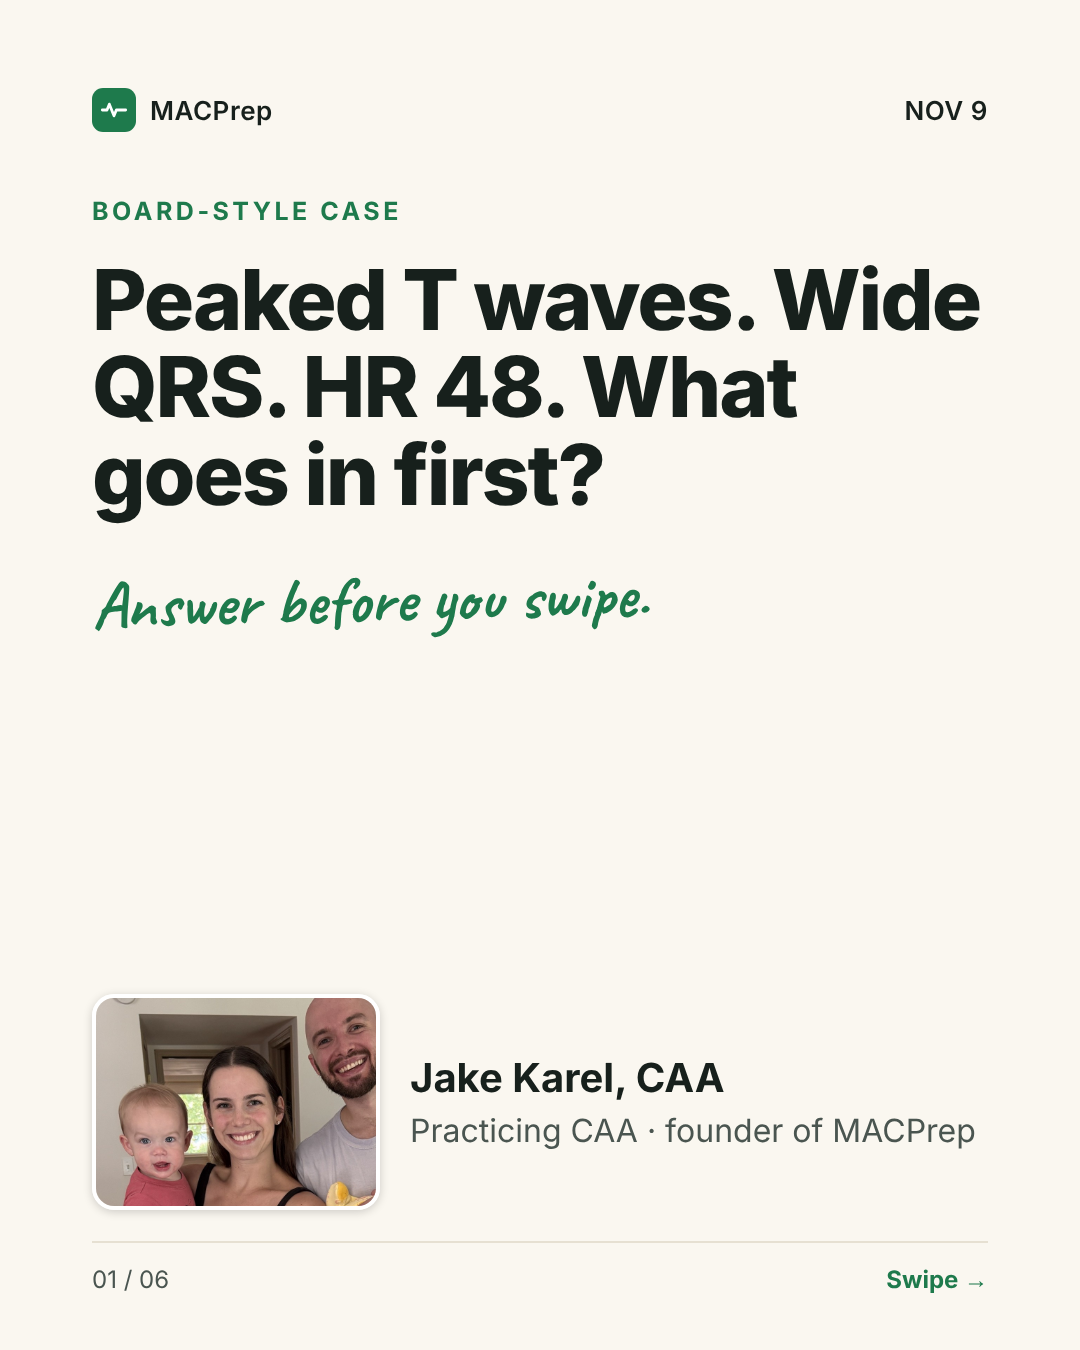 MACPrep
NOV 9
BOARD-STYLE CASE
Peaked T waves. Wide
QRS. HR 48. What
goes in first?
Answer before you swipe.
Jake Karel, CAA
Practicing CAA · founder of MACPrep
01 / 06
Swipe →